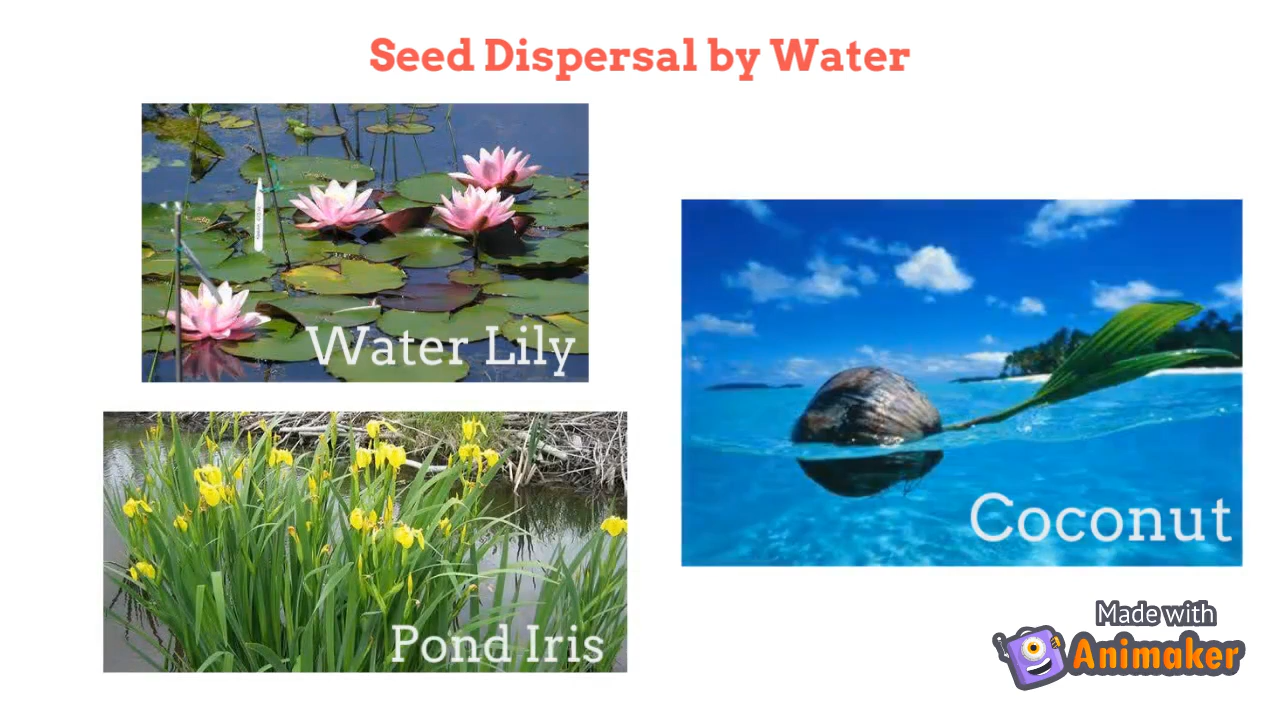 Seed Dispersal by Water
Water Lily
Coconut
Pond Iris
Made with
Animaker